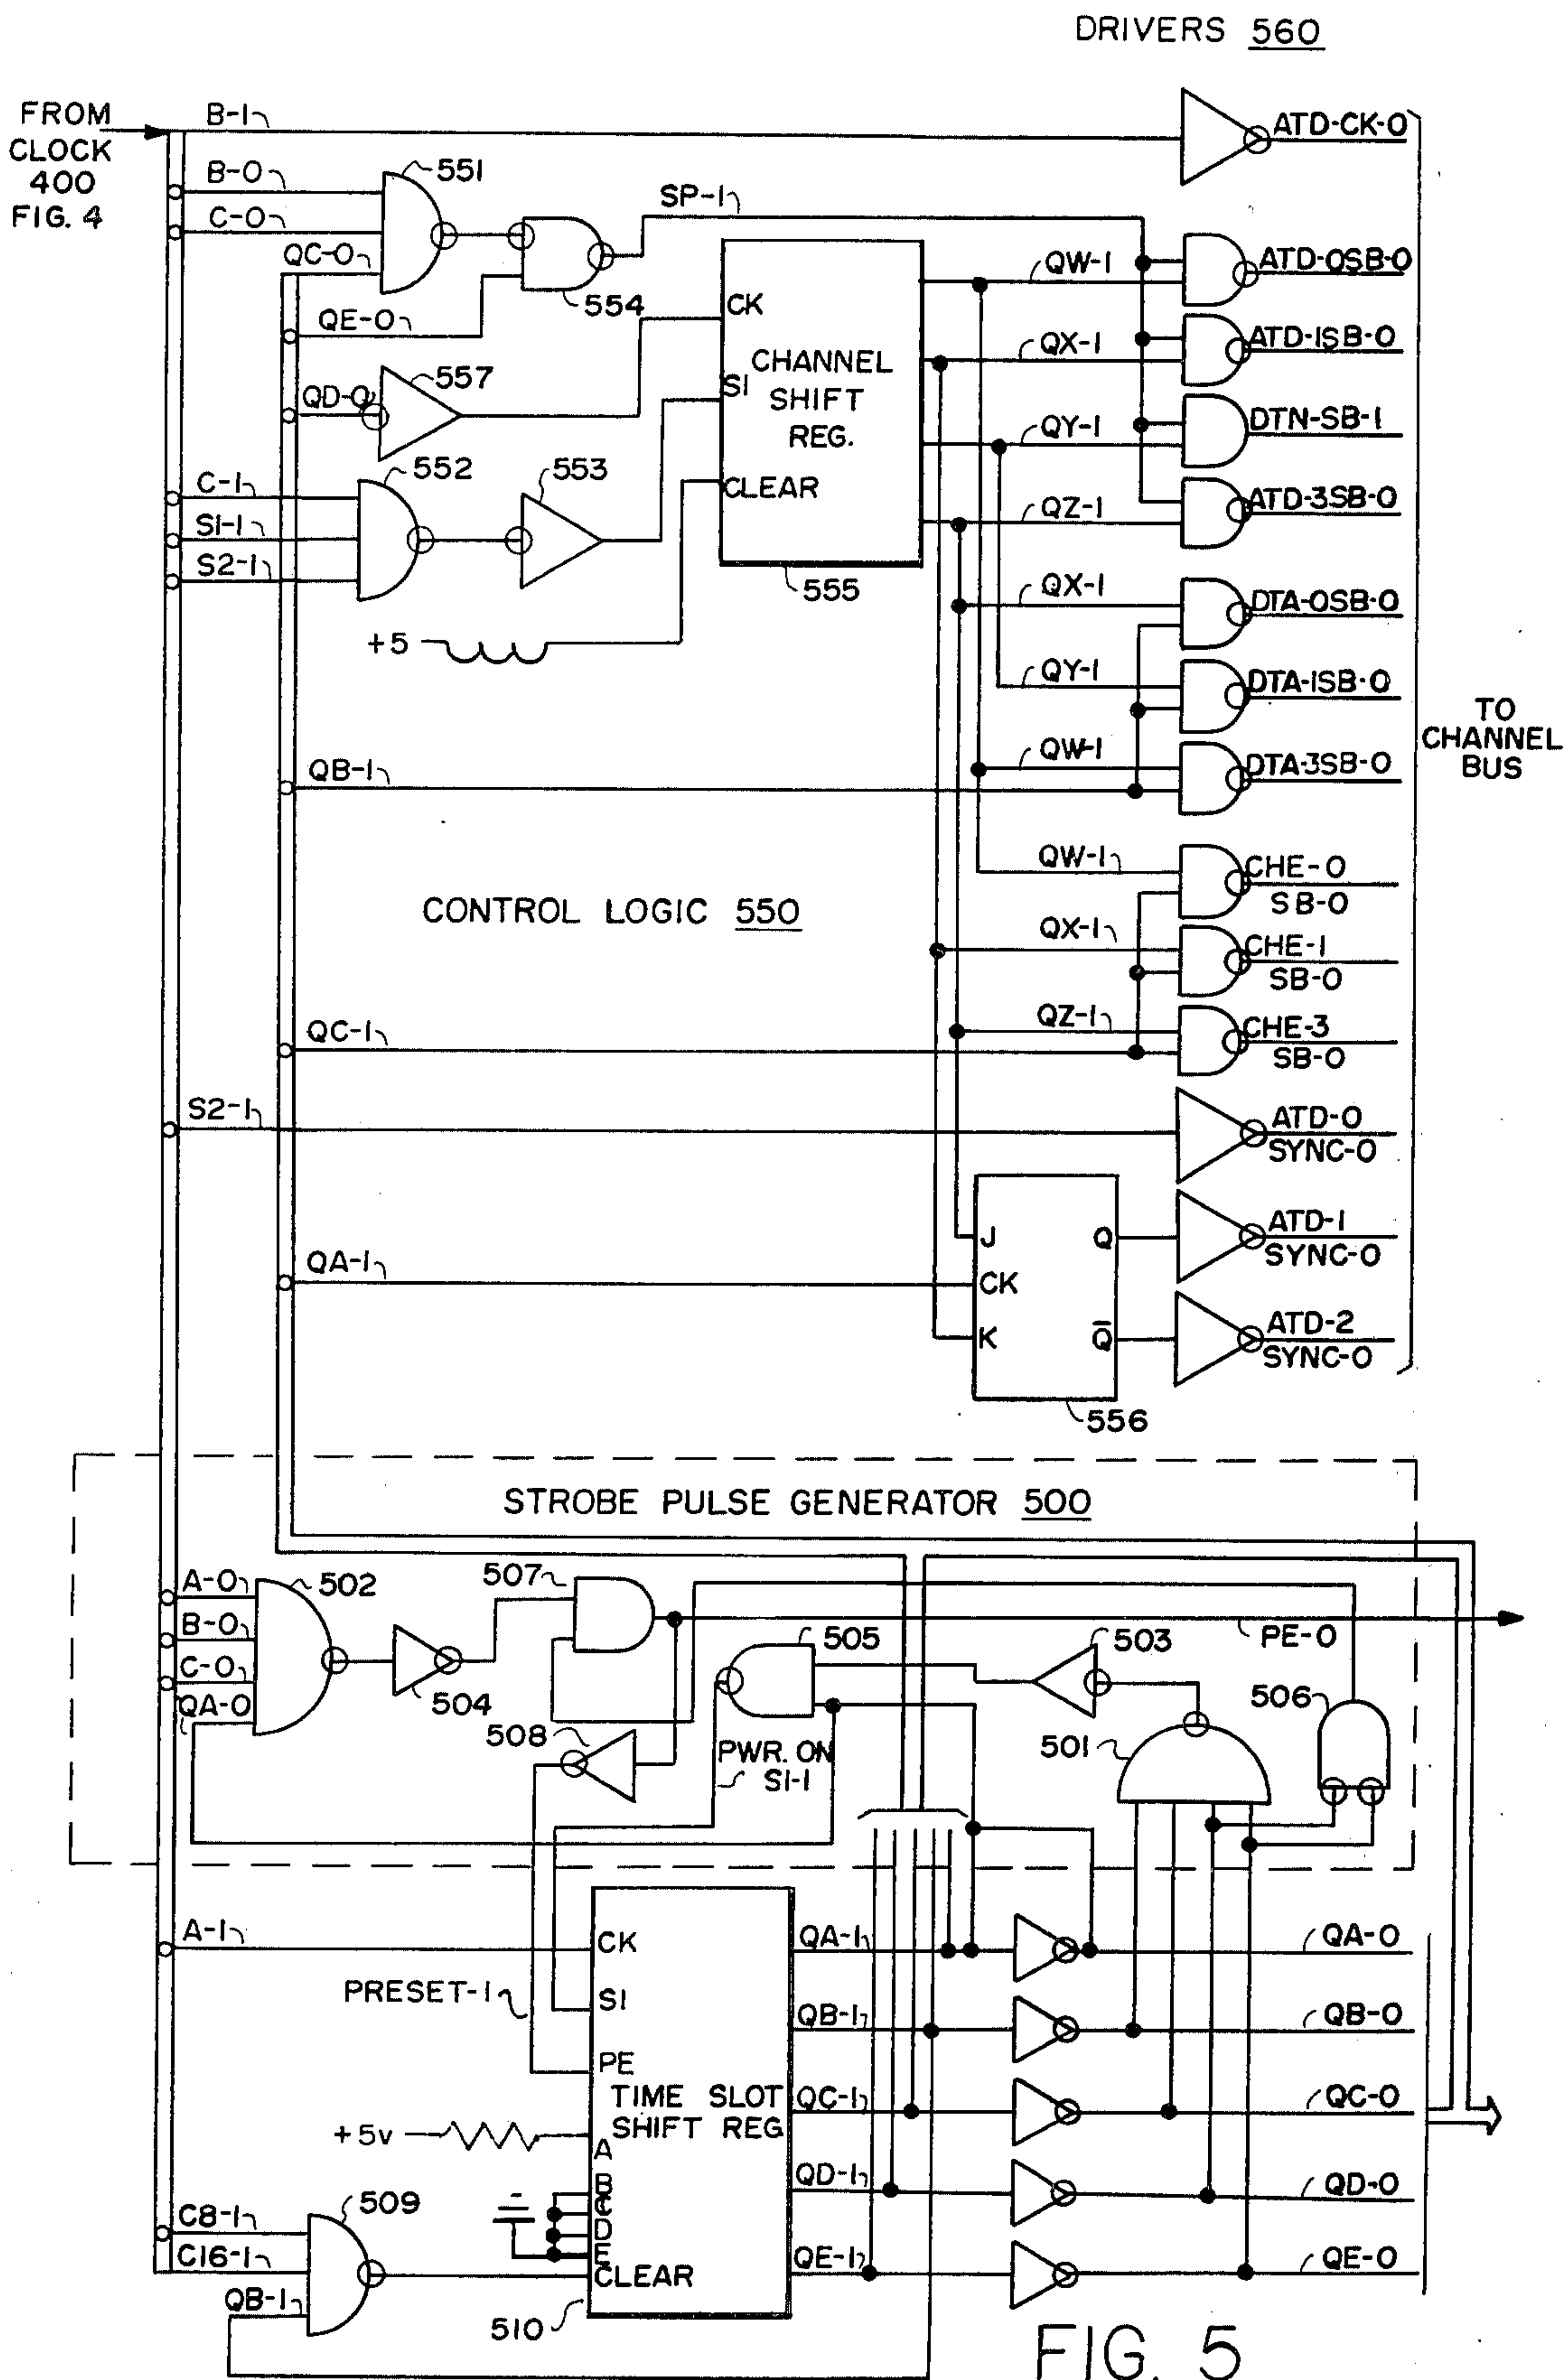 DRIVERS 560
FROM
CLOCK
400
FIG. 4
B-1
B-0
C-0
QC-0
QE-0
QD-0
551
554
SP-1
557
C-1
S1-1
S2-1
552
553
+5
CK
SI
CLEAR
CHANNEL
SHIFT
REG.
555
QW-1
QX-1
QY-1
QZ-1
QX-1
QY-1
QW-1
QW-1
QX-1
QZ-1
ATD-CK-0
ATD-0SB-0
ATD-1SB-0
DTN-SB-1
ATD-3SB-0
DTA-0SB-0
DTA-1SB-0
DTA-3SB-0
CHE-0
SB-0
CHE-1
SB-0
CHE-3
SB-0
ATD-0
SYNC-0
ATD-1
SYNC-0
ATD-2
SYNC-0
TO
CHANNEL
BUS
QB-1
CONTROL LOGIC 550
QC-1
S2-1
QA-1
J
CK
K
Q
Q̅
556
STROBE PULSE GENERATOR 500
A-0
B-0
C-0
QA-0
502
504
507
505
503
PE-0
506
501
508
PWR. ON
S1-1
A-1
PRESET-1
+5v
CK
SI
PE
TIME SLOT
SHIFT REG
A
B
C
D
E
CLEAR
510
QA-1
QB-1
QC-1
QD-1
QE-1
QA-0
QB-0
QC-0
QD-0
QE-0
C8-1
C16-1
QB-1
509
FIG. 5